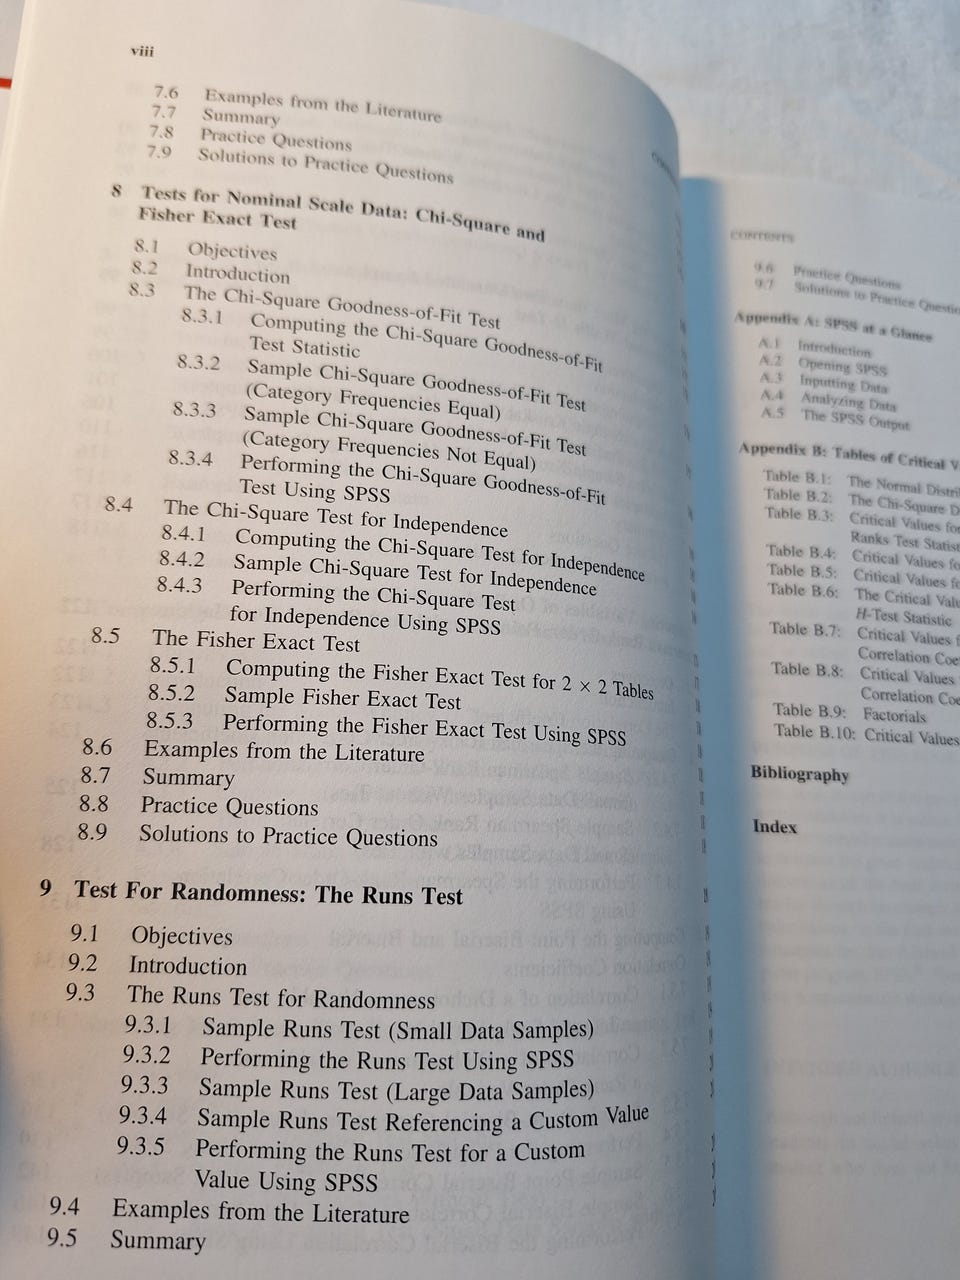 viii
7.6 Examples from the Literature
7.7 Summary
7.8 Practice Questions
7.9 Solutions to Practice Questions
8 Tests for Nominal Scale Data: Chi-Square and
Fisher Exact Test
8.1 Objectives
8.2 Introduction
8.3 The Chi-Square Goodness-of-Fit Test
8.3.1 Computing the Chi-Square Goodness-of-Fit
Test Statistic
8.3.2 Sample Chi-Square Goodness-of-Fit Test
(Category Frequencies Equal)
8.3.3 Sample Chi-Square Goodness-of-Fit Test
(Category Frequencies Not Equal)
8.3.4 Performing the Chi-Square Goodness-of-Fit
Test Using SPSS
8.4 The Chi-Square Test for Independence
8.4.1 Computing the Chi-Square Test for Independence
8.4.2 Sample Chi-Square Test for Independence
8.4.3 Performing the Chi-Square Test
for Independence Using SPSS
8.5 The Fisher Exact Test
8.5.1 Computing the Fisher Exact Test for 2 × 2 Tables
8.5.2 Sample Fisher Exact Test
8.5.3 Performing the Fisher Exact Test Using SPSS
8.6 Examples from the Literature
8.7 Summary
8.8 Practice Questions
8.9 Solutions to Practice Questions
9 Test For Randomness: The Runs Test
9.1 Objectives
9.2 Introduction
9.3 The Runs Test for Randomness
9.3.1 Sample Runs Test (Small Data Samples)
9.3.2 Performing the Runs Test Using SPSS
9.3.3 Sample Runs Test (Large Data Samples)
9.3.4 Sample Runs Test Referencing a Custom Value
9.3.5 Performing the Runs Test for a Custom
Value Using SPSS
9.4 Examples from the Literature
9.5 Summary
CONTENTS
9.6 Practice Questions
9.7 Solutions to Practice
Appendix A: SPSS at a Glance
A.1 Introduction
A.2 Opening SPSS
A.3 Inputting Data
A.4 Analyzing Data
A.5 The SPSS Output
Appendix B: Tables of Critical
Table B.1: The Normal
Table B.2: The Chi-Square
Table B.3: Critical Values
Ranks Test
Table B.4: Critical Values
Table B.5: Critical Values
Table B.6: The Critical
H-Test Statistic
Table B.7: Critical Values
Correlation
Table B.8: Critical Values
Correlation
Table B.9: Factorials
Table B.10: Critical Values
Bibliography
Index